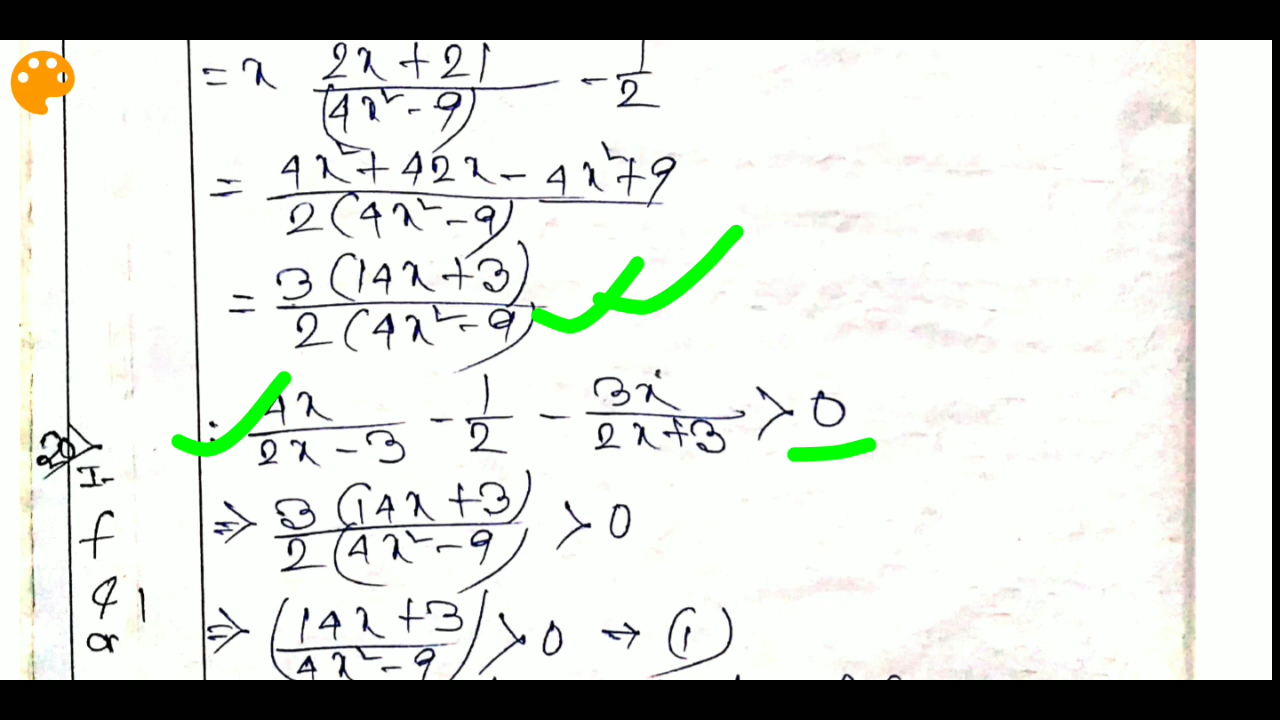 = x (2x+21)/(4x²-9) - 1/2
= (4x²+42x-4x²+9)/(2(4x²-9))
= 3(14x+3)/(2(4x²-9))
∴ 4x/(2x-3) - 1/2 - 3x/(2x+3) > 0
20
I-
⇒ 3(14x+3)/(2(4x²-9)) > 0
f
⇒ (14x+3)/(4x²-9) > 0 → (1)
or